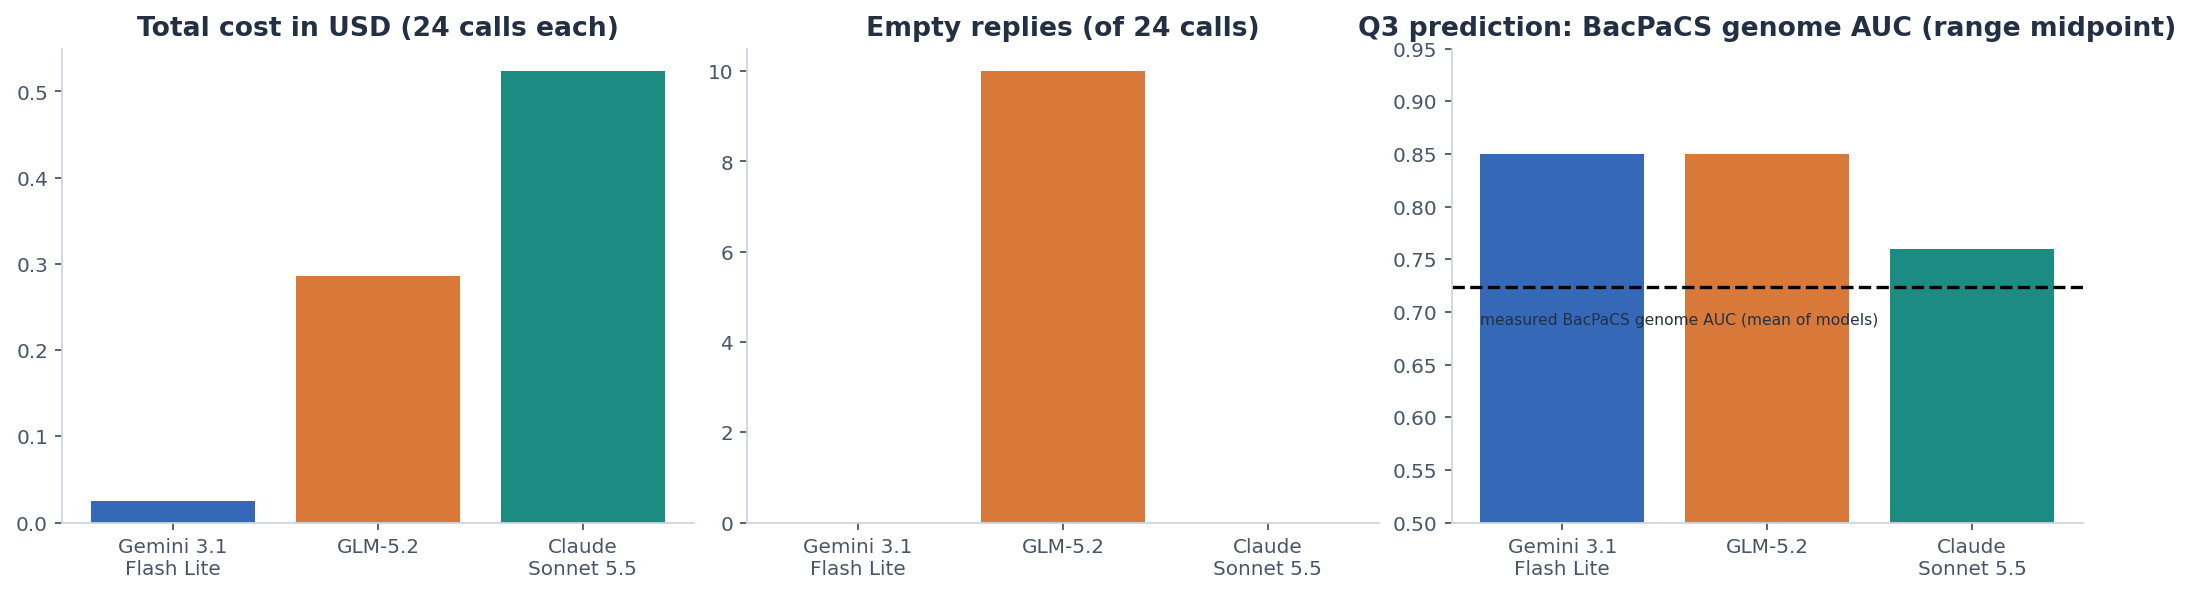 Total cost in USD (24 calls each)
0.5
0.4
0.3
0.2
0.1
0.0
Gemini 3.1
Flash Lite
GLM-5.2
Claude
Sonnet 5.5
Empty replies (of 24 calls)
10
8
6
4
2
0
Gemini 3.1
Flash Lite
GLM-5.2
Claude
Sonnet 5.5
Q3 prediction: BacPaCS genome AUC (range midpoint)
0.95
0.90
0.85
0.80
0.75
0.70
0.65
0.60
0.55
0.50
measured BacPaCS genome AUC (mean of models)
Gemini 3.1
Flash Lite
GLM-5.2
Claude
Sonnet 5.5